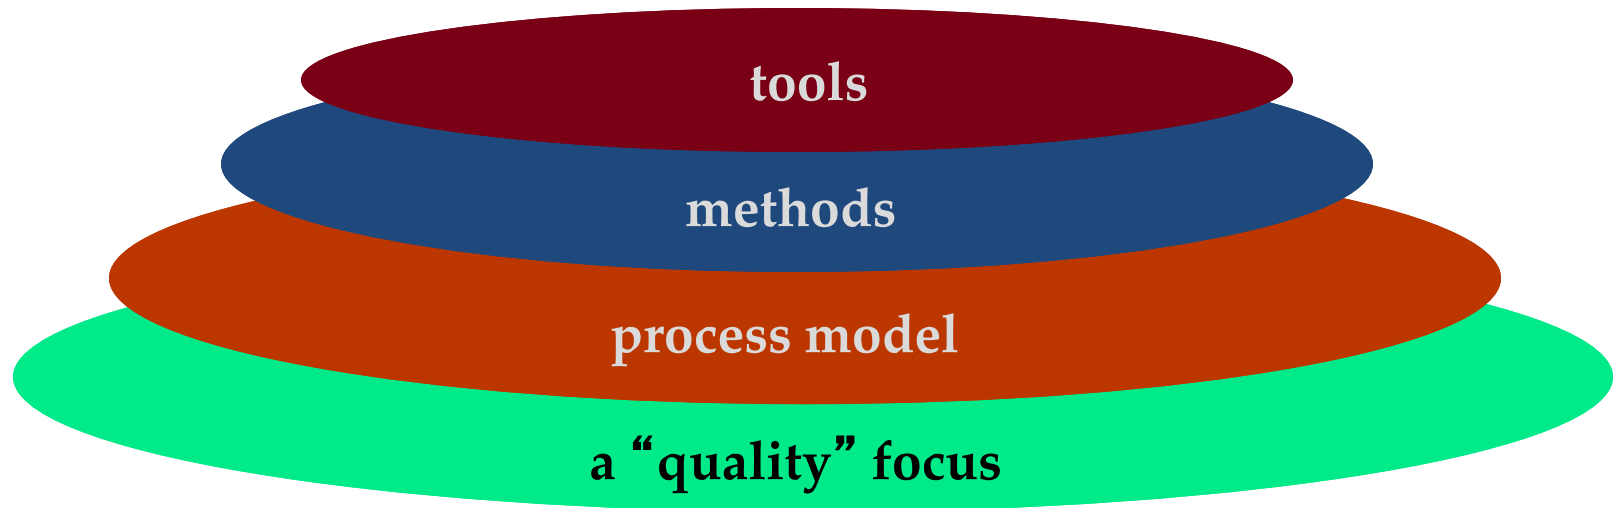 tools
methods
process model
a “quality” focus